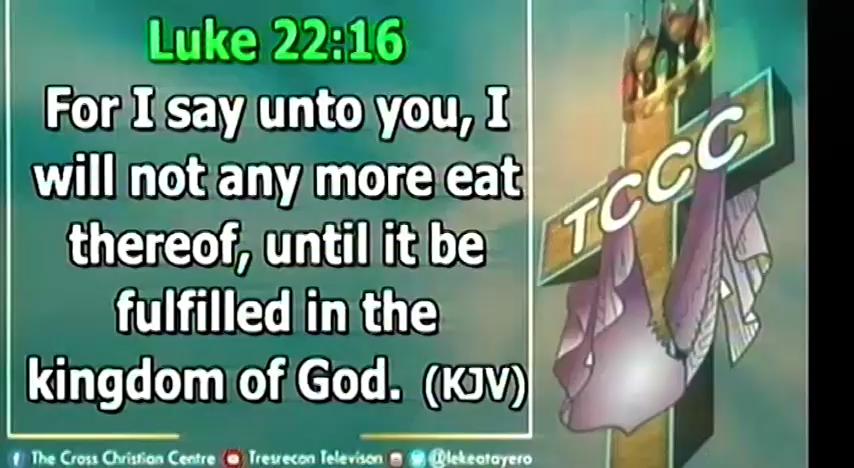 Luke 22:16
For I say unto you, I
will not any more eat
thereof, until it be
fulfilled in the
kingdom of God. (KJV)
TCCC
The Cross Christian Centre Tresrecon Televison @lekeatayero